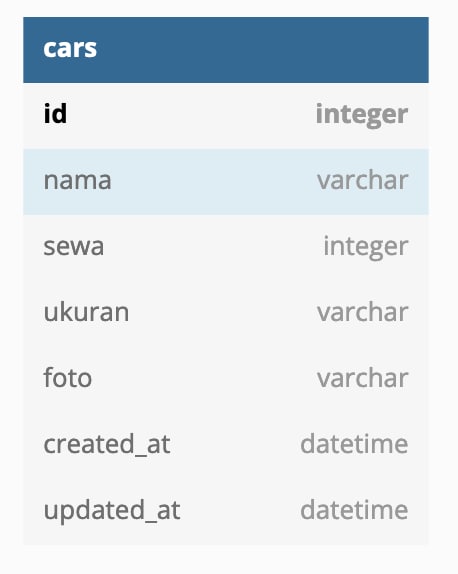 cars
id integer
nama varchar
sewa integer
ukuran varchar
foto varchar
created_at datetime
updated_at datetime